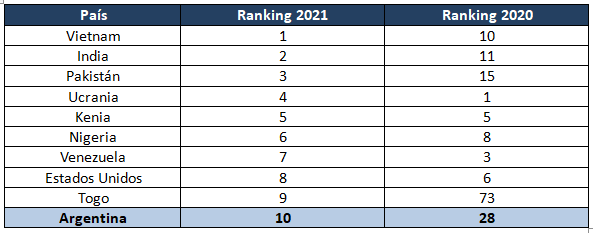 País Ranking 2021 Ranking 2020
Vietnam 1 10
India 2 11
Pakistán 3 15
Ucrania 4 1
Kenia 5 5
Nigeria 6 8
Venezuela 7 3
Estados Unidos 8 6
Togo 9 73
Argentina 10 28